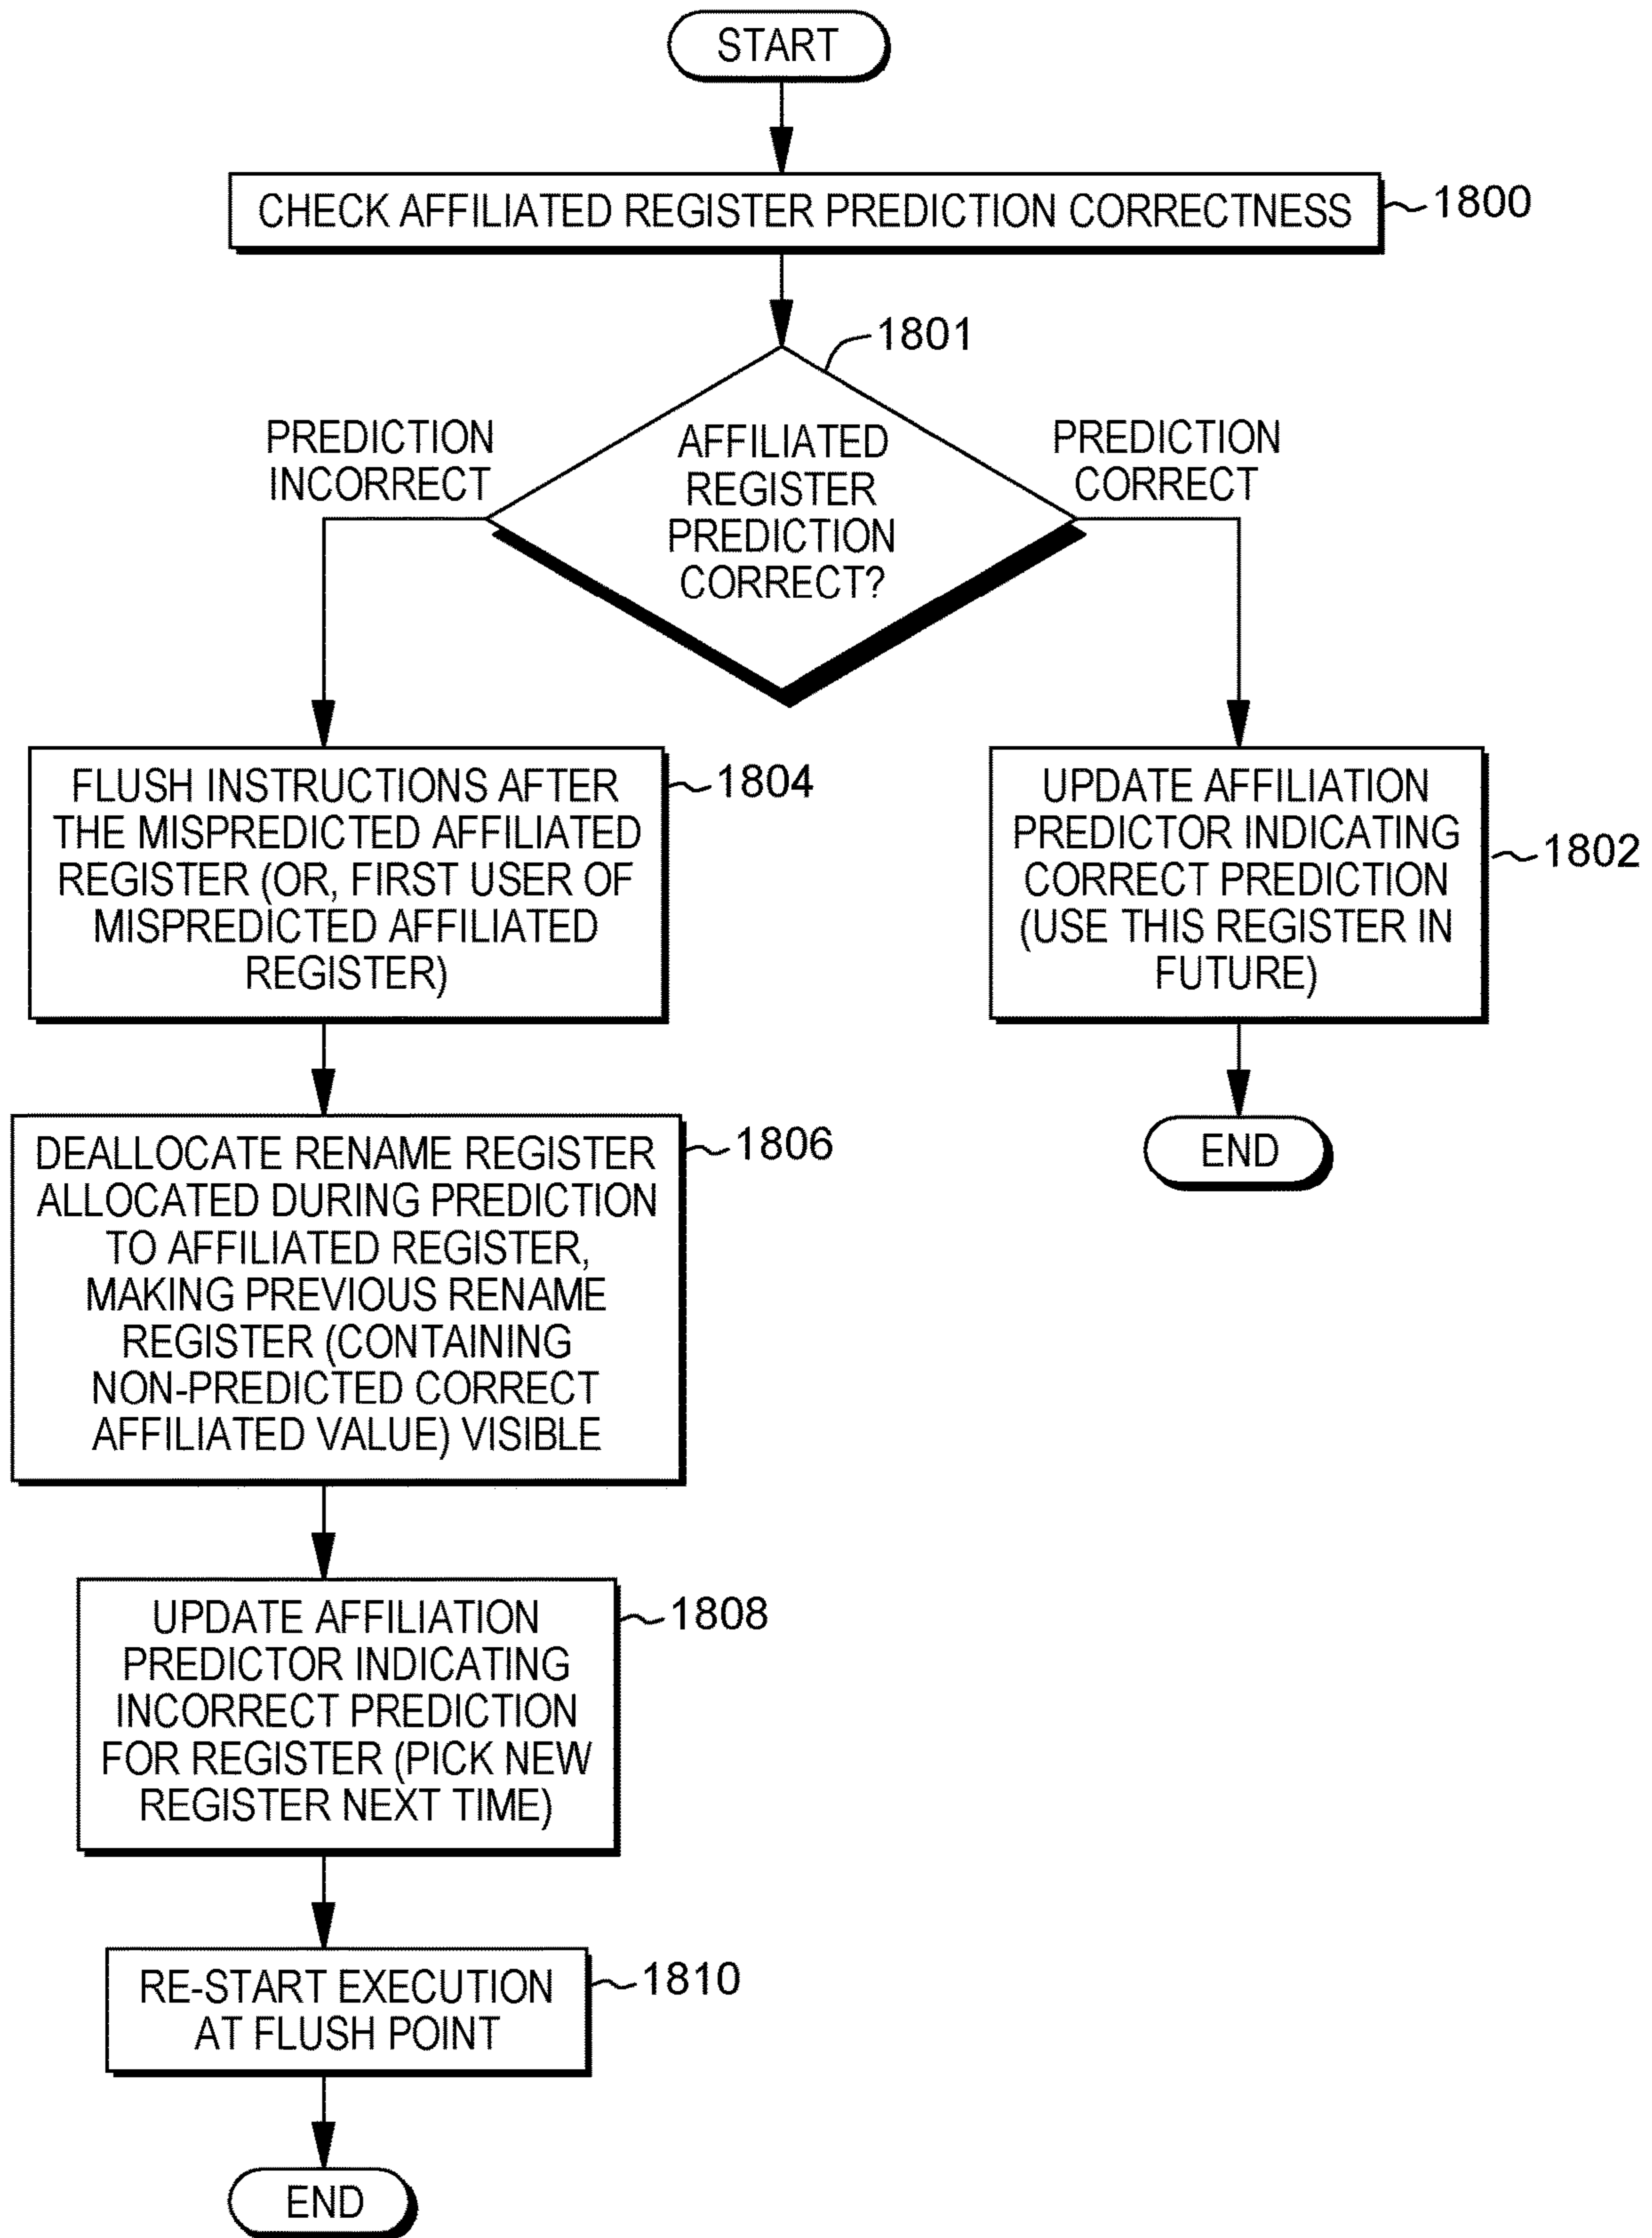 START
CHECK AFFILIATED REGISTER PREDICTION CORRECTNESS
1800
1801
AFFILIATED
REGISTER
PREDICTION
CORRECT?
PREDICTION
INCORRECT
PREDICTION
CORRECT
FLUSH INSTRUCTIONS AFTER
THE MISPREDICTED AFFILIATED
REGISTER (OR, FIRST USER OF
MISPREDICTED AFFILIATED
REGISTER)
1804
UPDATE AFFILIATION
PREDICTOR INDICATING
CORRECT PREDICTION
(USE THIS REGISTER IN
FUTURE)
1802
END
DEALLOCATE RENAME REGISTER
ALLOCATED DURING PREDICTION
TO AFFILIATED REGISTER,
MAKING PREVIOUS RENAME
REGISTER (CONTAINING
NON-PREDICTED CORRECT
AFFILIATED VALUE) VISIBLE
1806
UPDATE AFFILIATION
PREDICTOR INDICATING
INCORRECT PREDICTION
FOR REGISTER (PICK NEW
REGISTER NEXT TIME)
1808
RE-START EXECUTION
AT FLUSH POINT
1810
END